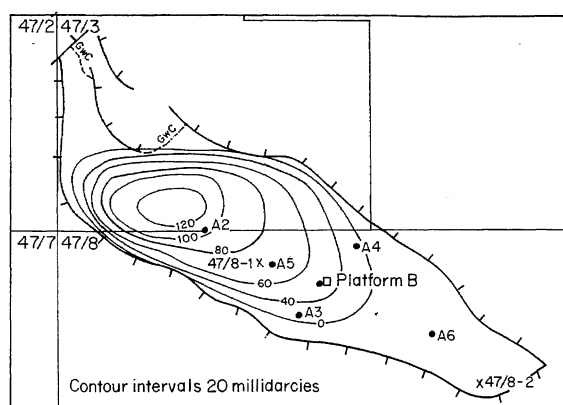 47/2 47/3
GWC
GWC
120
47/7 47/8
100
A2
80
A4
47/8-1x
A5
60
Platform B
40
A3
0
A6
x47/8-2
Contour intervals 20 millidarcies